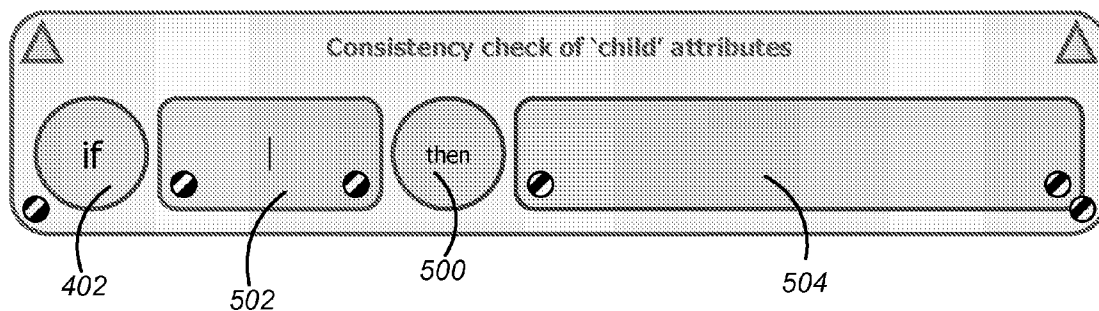 Consistency check of ‘child’ attributes
if
then
402
502
500
504